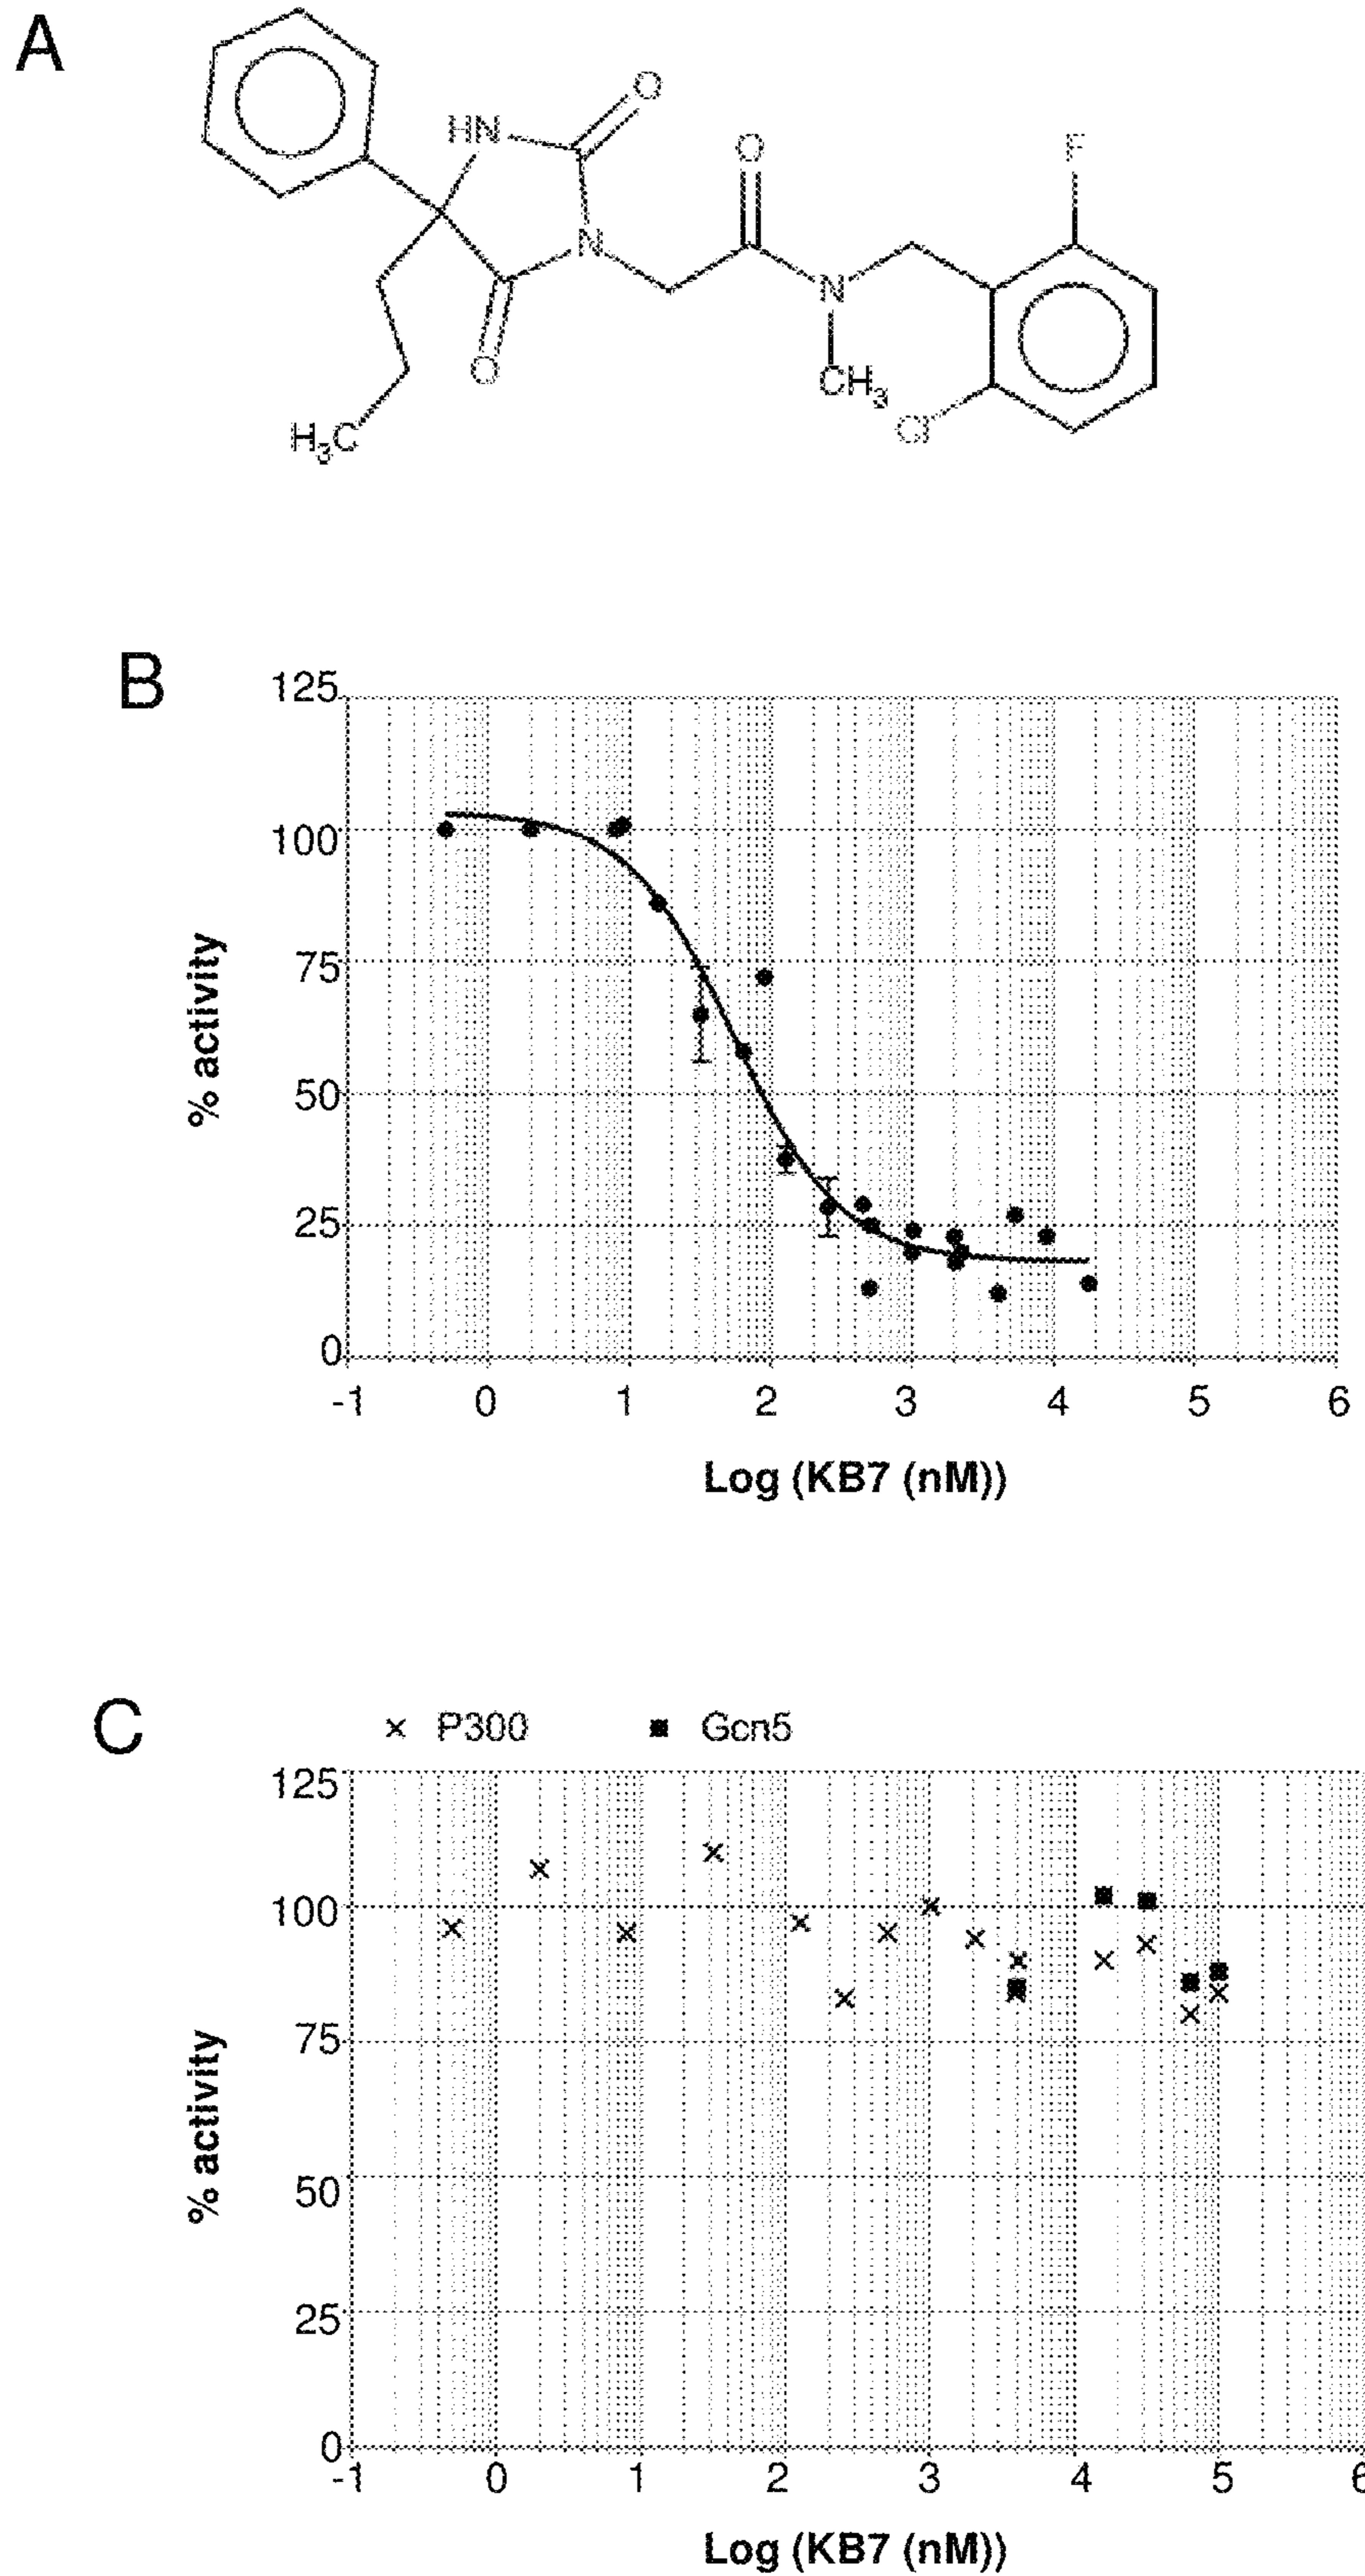 A
O
HN
O
F
N
N
O
CH3
Cl
H3C
B
125
100
75
50
25
0
% activity
-1 0 1 2 3 4 5 6
Log (KB7 (nM))
C
× P300 ■ Gcn5
125
100
75
50
25
0
% activity
-1 0 1 2 3 4 5 6
Log (KB7 (nM))